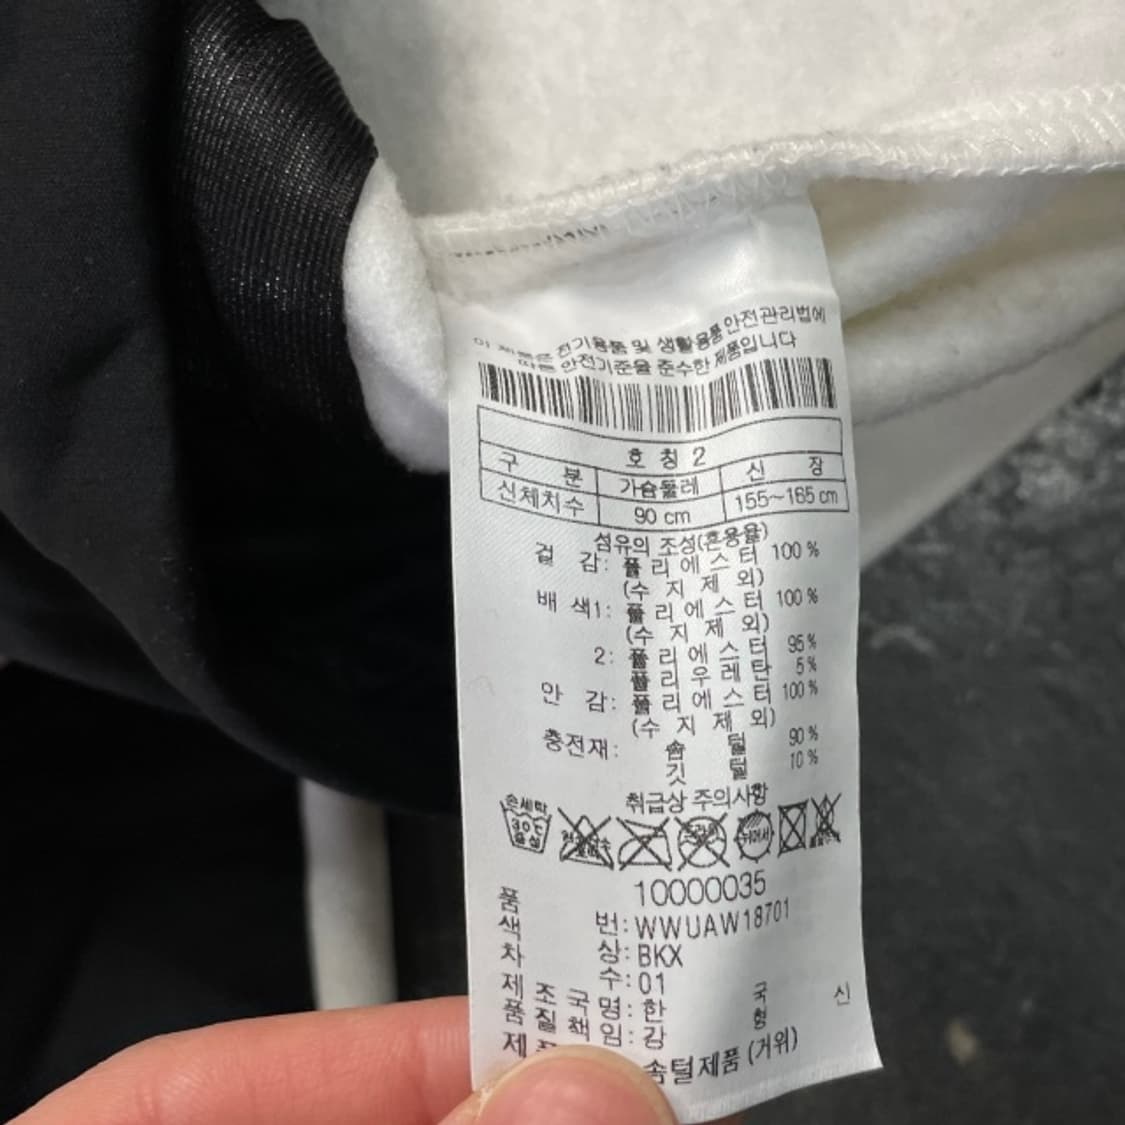 이 제품은 전기용품 및 생활용품 안전관리법에
따른 안전기준을 준수한 제품입니다
호 칭 2
구 분 가슴둘레 신 장
신체치수 90 cm 155~165 cm
섬유의 조성(혼용율)
겉 감: 폴 리 에 스 터 100 %
(수 지 제 외)
배 색1: 폴 리 에 스 터 100 %
(수 지 제 외)
2: 폴 리 에 스 터 95 %
폴 리 우 레 탄 5 %
안 감: 폴 리 에 스 터 100 %
(수 지 제 외)
충전재: 솜 털 90 %
깃 털 10 %
취급상 주의사항
손세탁
30℃
중성
뉘어서
10000035
품 번: WWUAW18701
색 상: BKX
차 수: 01
제 조 국 명: 한 국
품 질 책 임: 강 형 신
제 솜털제품 (거위)